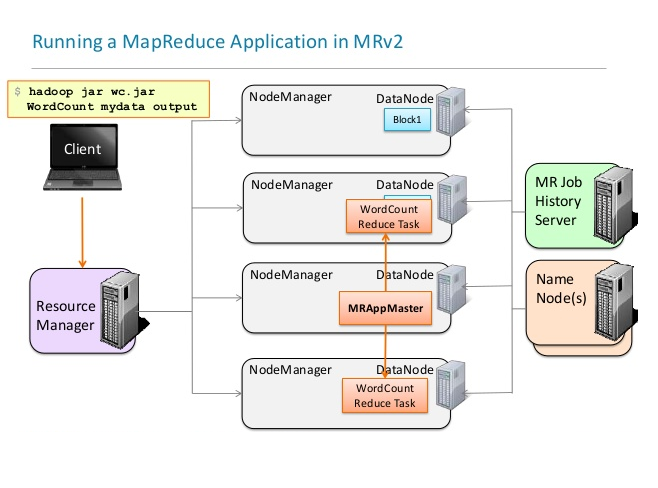 Running a MapReduce Application in MRv2
$ hadoop jar wc.jar
WordCount mydata output
Client
Resource
Manager
NodeManager
DataNode
Block1
NodeManager
DataNode
WordCount
Reduce Task
NodeManager
DataNode
MRAppMaster
NodeManager
DataNode
WordCount
Reduce Task
MR Job
History
Server
Name
Node(s)